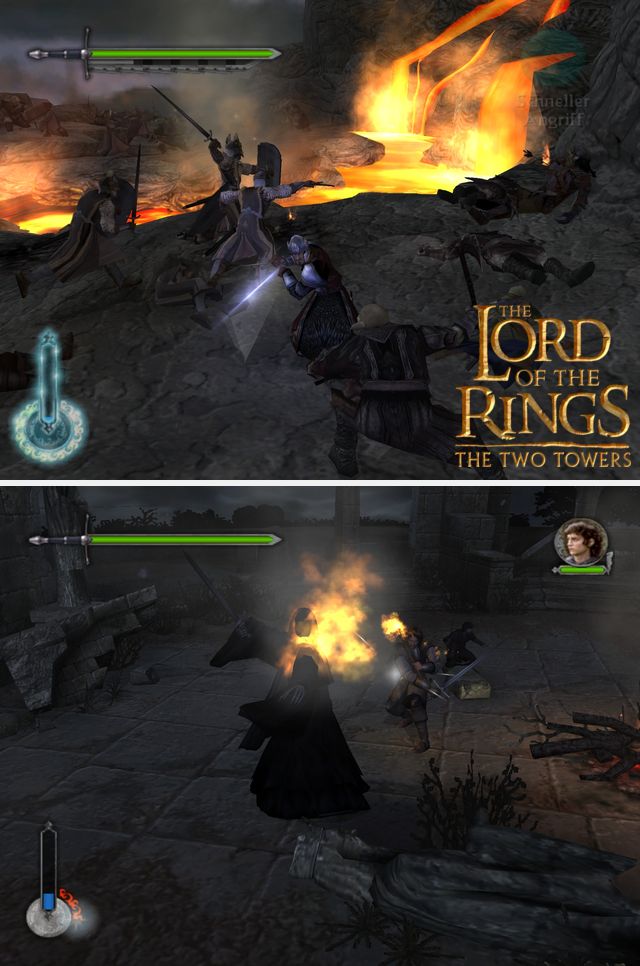 Schneller
Angriff
THE
LORD
OF THE
RINGS
THE TWO TOWERS